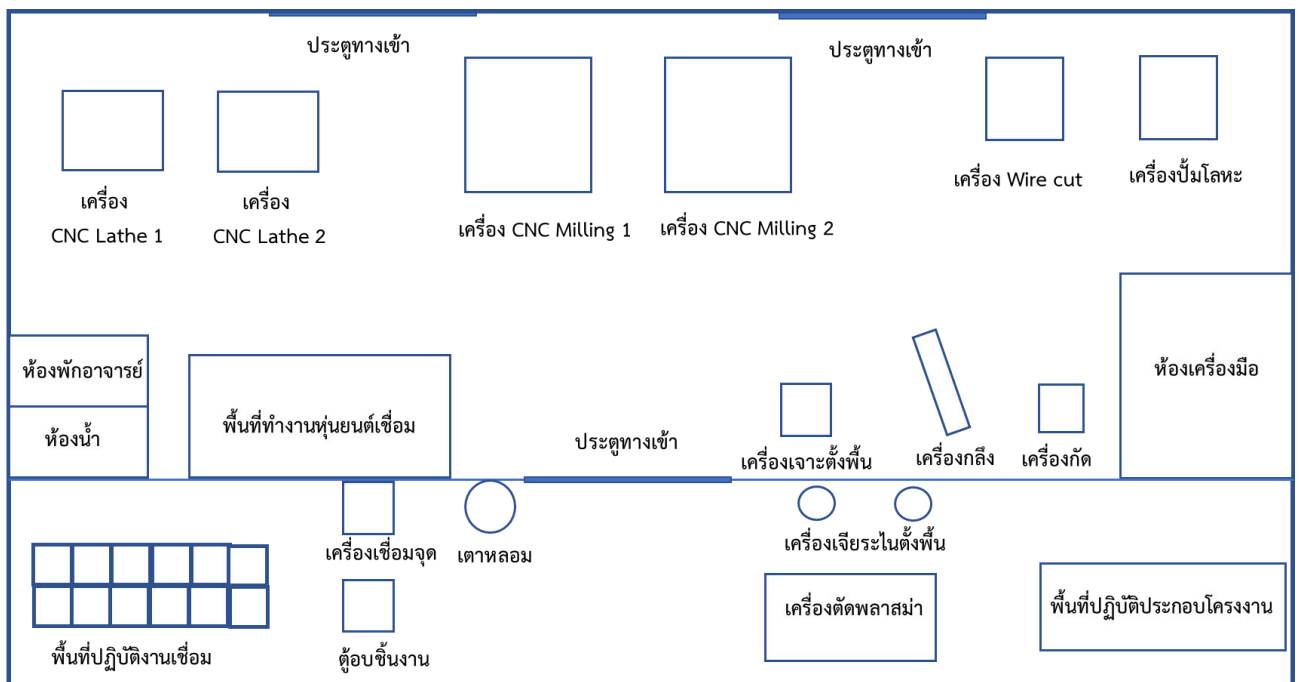 ประตูทางเข้า
ประตูทางเข้า
เครื่อง
CNC Lathe 1
เครื่อง
CNC Lathe 2
เครื่อง CNC Milling 1
เครื่อง CNC Milling 2
เครื่อง Wire cut
เครื่องปั้มโลหะ
ห้องพักอาจารย์
ห้องน้ำ
พื้นที่ทำงานหุ่นยนต์เชื่อม
ประตูทางเข้า
เครื่องเจาะตั้งพื้น
เครื่องกลึง
เครื่องกัด
ห้องเครื่องมือ
เครื่องเชื่อมจุด
เตาหลอม
เครื่องเจียระไนตั้งพื้น
พื้นที่ปฏิบัติงานเชื่อม
ตู้อบชิ้นงาน
เครื่องตัดพลาสม่า
พื้นที่ปฏิบัติประกอบโครงงาน